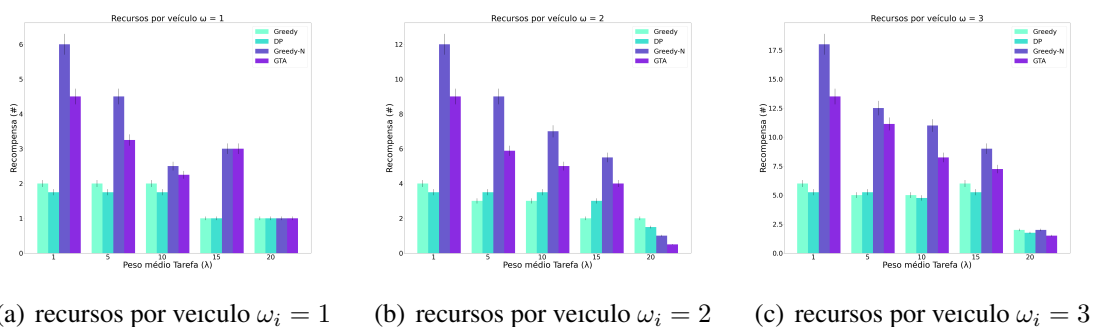 Recursos por veículo ω = 1
Recompensa (#)
6
5
4
3
2
1
0
Greedy
DP
Greedy-N
GTA
1 5 10 15 20
Peso médio Tarefa (λ)
Recursos por veículo ω = 2
Recompensa (#)
12
10
8
6
4
2
0
Greedy
DP
Greedy-N
GTA
1 5 10 15 20
Peso médio Tarefa (λ)
Recursos por veículo ω = 3
Recompensa (#)
17.5
15.0
12.5
10.0
7.5
5.0
2.5
0.0
Greedy
DP
Greedy-N
GTA
1 5 10 15 20
Peso médio Tarefa (λ)
(a) recursos por veículo ωi = 1
(b) recursos por veículo ωi = 2
(c) recursos por veículo ωi = 3